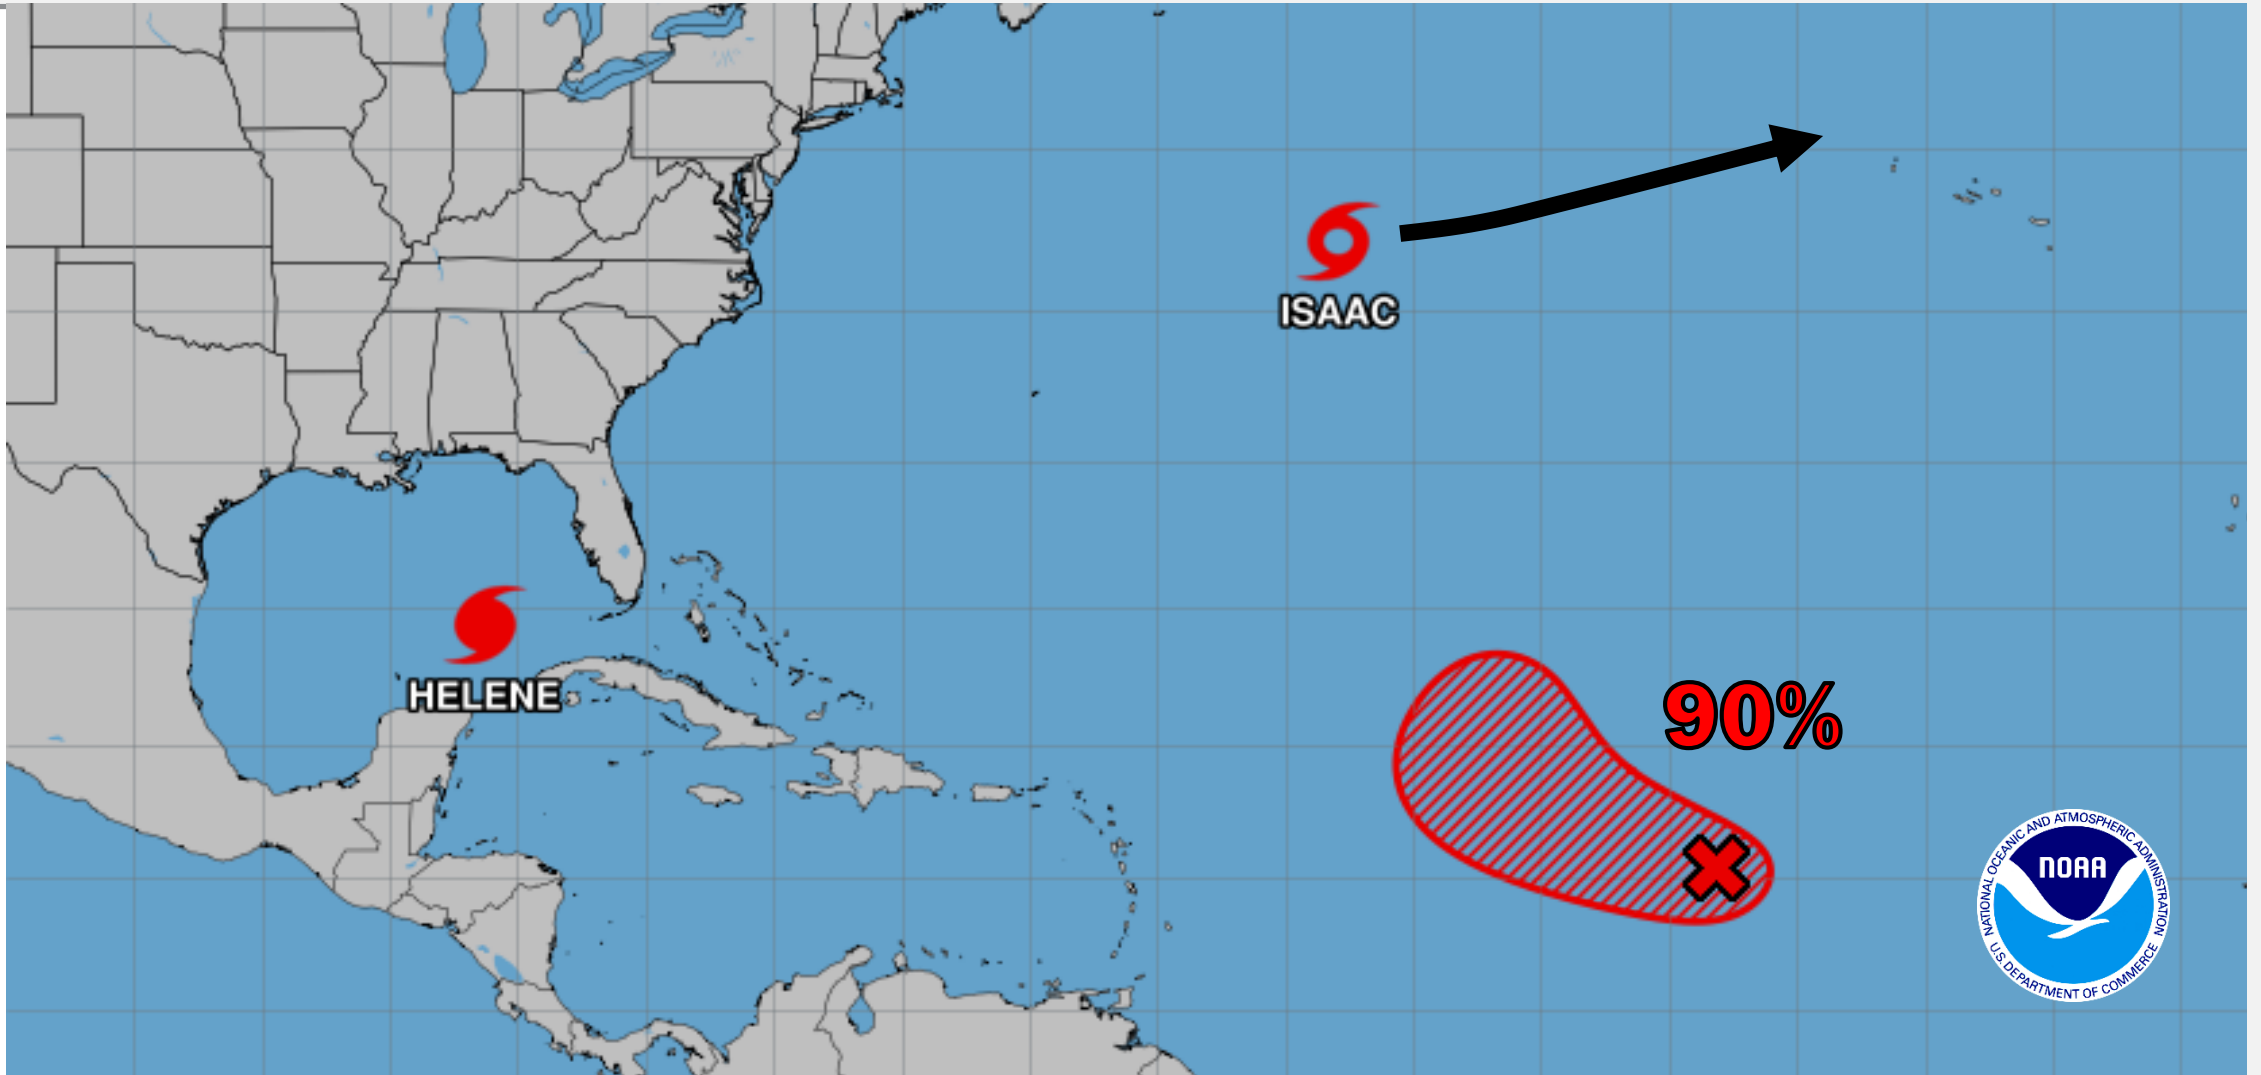 ISAAC
HELENE
90%
NOAA
NATIONAL OCEANIC AND ATMOSPHERIC ADMINISTRATION
U.S. DEPARTMENT OF COMMERCE